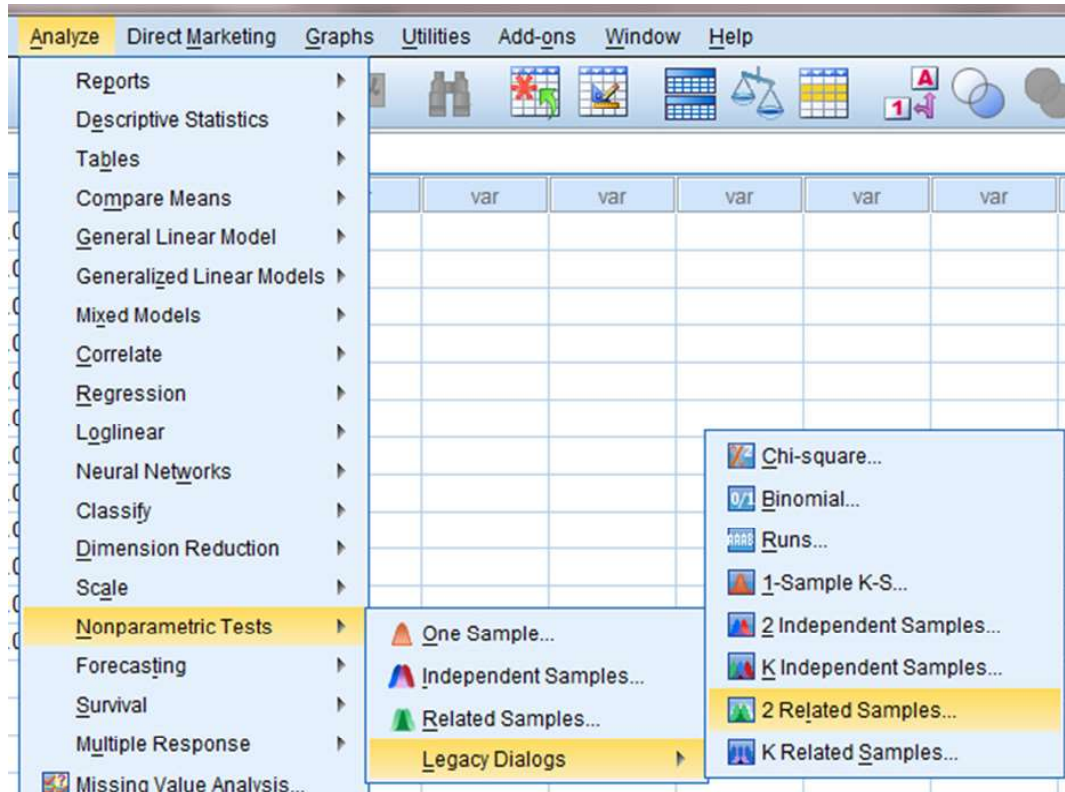 Analyze Direct Marketing Graphs Utilities Add-ons Window Help
A
1
var var var var var
Reports
Descriptive Statistics
Tables
Compare Means
General Linear Model
Generalized Linear Models
Mixed Models
Correlate
Regression
Loglinear
Neural Networks
Classify
Dimension Reduction
Scale
Nonparametric Tests
Forecasting
Survival
Multiple Response
Missing Value Analysis...
One Sample...
Independent Samples...
Related Samples...
Legacy Dialogs
Chi-square...
0/1 Binomial...
Runs...
1-Sample K-S...
2 Independent Samples...
K Independent Samples...
2 Related Samples...
K Related Samples...